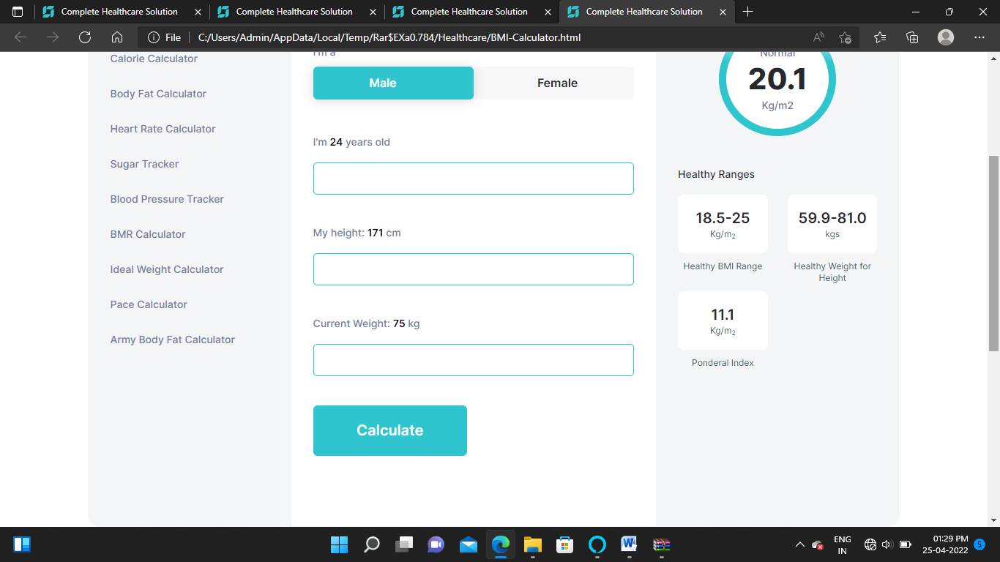 Complete Healthcare Solution
Complete Healthcare Solution
Complete Healthcare Solution
Complete Healthcare Solution
File
C:/Users/Admin/AppData/Local/Temp/Rar$EXa0.784/Healthcare/BMI-Calculator.html
Calorie Calculator
Body Fat Calculator
Heart Rate Calculator
Sugar Tracker
Blood Pressure Tracker
BMR Calculator
Ideal Weight Calculator
Pace Calculator
Army Body Fat Calculator
I'm a
Male
Female
I'm 24 years old
My height: 171 cm
Current Weight: 75 kg
Calculate
Normal
20.1
Kg/m2
Healthy Ranges
18.5-25
Kg/m2
Healthy BMI Range
59.9-81.0
kgs
Healthy Weight for
Height
11.1
Kg/m2
Ponderal Index
ENG
IN
01:29 PM
25-04-2022
5